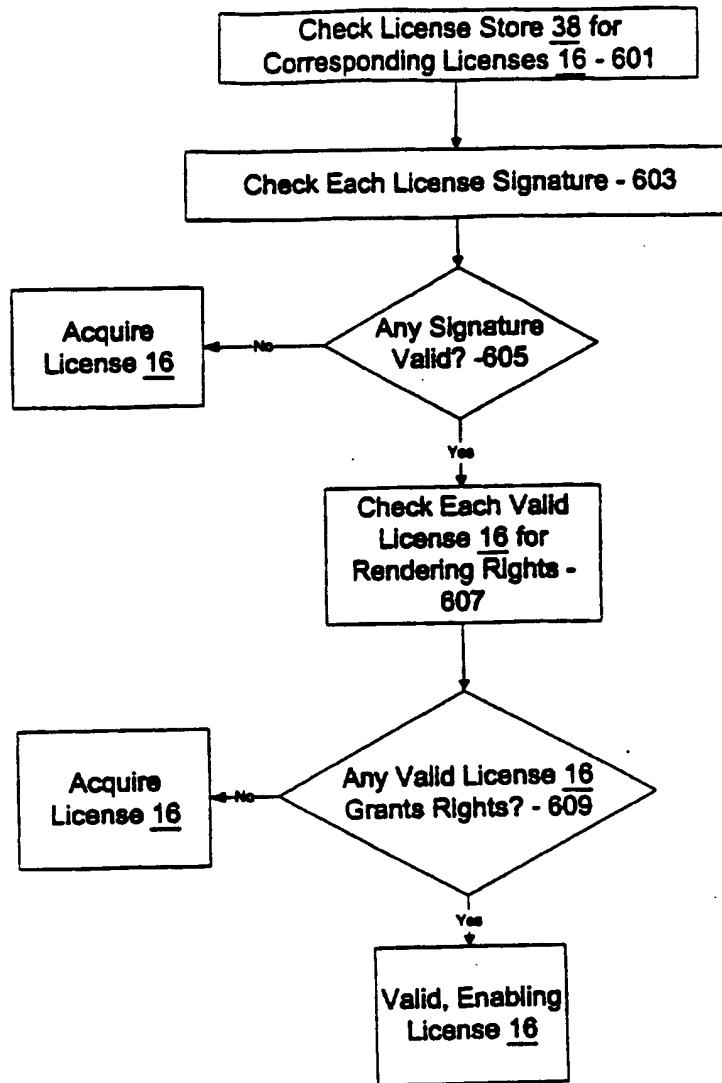 Check License Store 38 for
Corresponding Licenses 16 - 601
Check Each License Signature - 603
Any Signature
Valid? -605
Acquire
License 16
No
Yes
Check Each Valid
License 16 for
Rendering Rights -
607
Any Valid License 16
Grants Rights? - 609
Acquire
License 16
No
Yes
Valid, Enabling
License 16